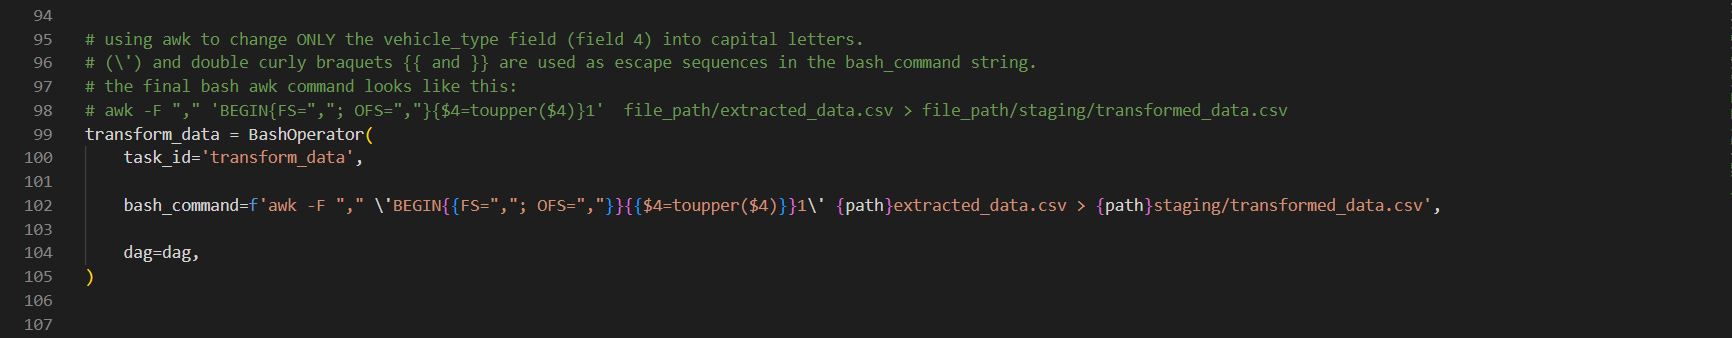 94
95 # using awk to change ONLY the vehicle_type field (field 4) into capital letters.
96 # (\') and double curly braquets {{ and }} are used as escape sequences in the bash_command string.
97 # the final bash awk command looks like this:
98 # awk -F "," 'BEGIN{FS=","; OFS=","}{$4=toupper($4)}1'  file_path/extracted_data.csv > file_path/staging/transformed_data.csv
99 transform_data = BashOperator(
100     task_id='transform_data',
101
102     bash_command=f'awk -F "," \'BEGIN{{FS=","; OFS=","}}{{$4=toupper($4)}}1\' {path}extracted_data.csv > {path}staging/transformed_data.csv',
103
104     dag=dag,
105 )
106
107